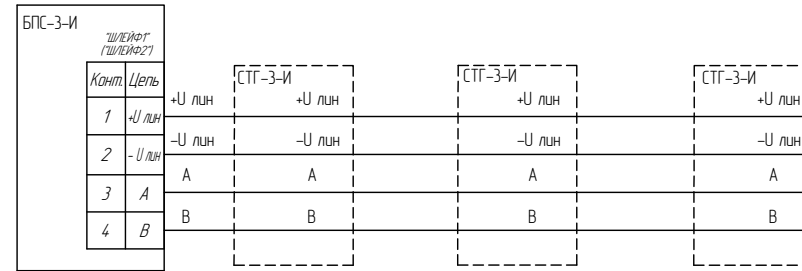 БПС-3-И
"ШЛЕЙФ1"
("ШЛЕЙФ2")
Конт. Цепь
1 +U лин
2 - U лин
3 А
4 В
+U лин
-U лин
А
В
СТГ-3-И
+U лин
-U лин
А
В
СТГ-3-И
+U лин
-U лин
А
В
СТГ-3-И
+U лин
-U лин
А
В